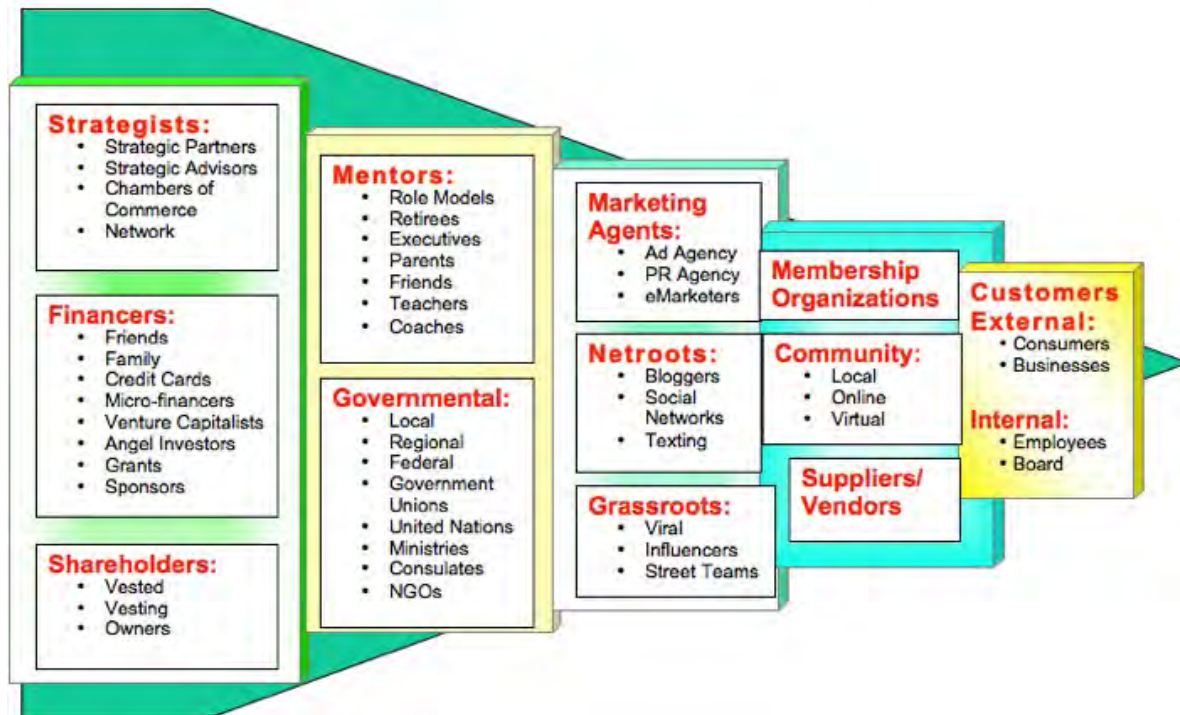 Strategists:
• Strategic Partners
• Strategic Advisors
• Chambers of
Commerce
• Network
Financers:
• Friends
• Family
• Credit Cards
• Micro-financers
• Venture Capitalists
• Angel Investors
• Grants
• Sponsors
Shareholders:
• Vested
• Vesting
• Owners
Mentors:
• Role Models
• Retirees
• Executives
• Parents
• Friends
• Teachers
• Coaches
Governmental:
• Local
• Regional
• Federal
• Government
Unions
• United Nations
• Ministries
• Consulates
• NGOs
Marketing
Agents:
• Ad Agency
• PR Agency
• eMarketers
Netroots:
• Bloggers
• Social
Networks
• Texting
Grassroots:
• Viral
• Influencers
• Street Teams
Membership
Organizations
Community:
• Local
• Online
• Virtual
Suppliers/
Vendors
Customers
External:
• Consumers
• Businesses
Internal:
• Employees
• Board